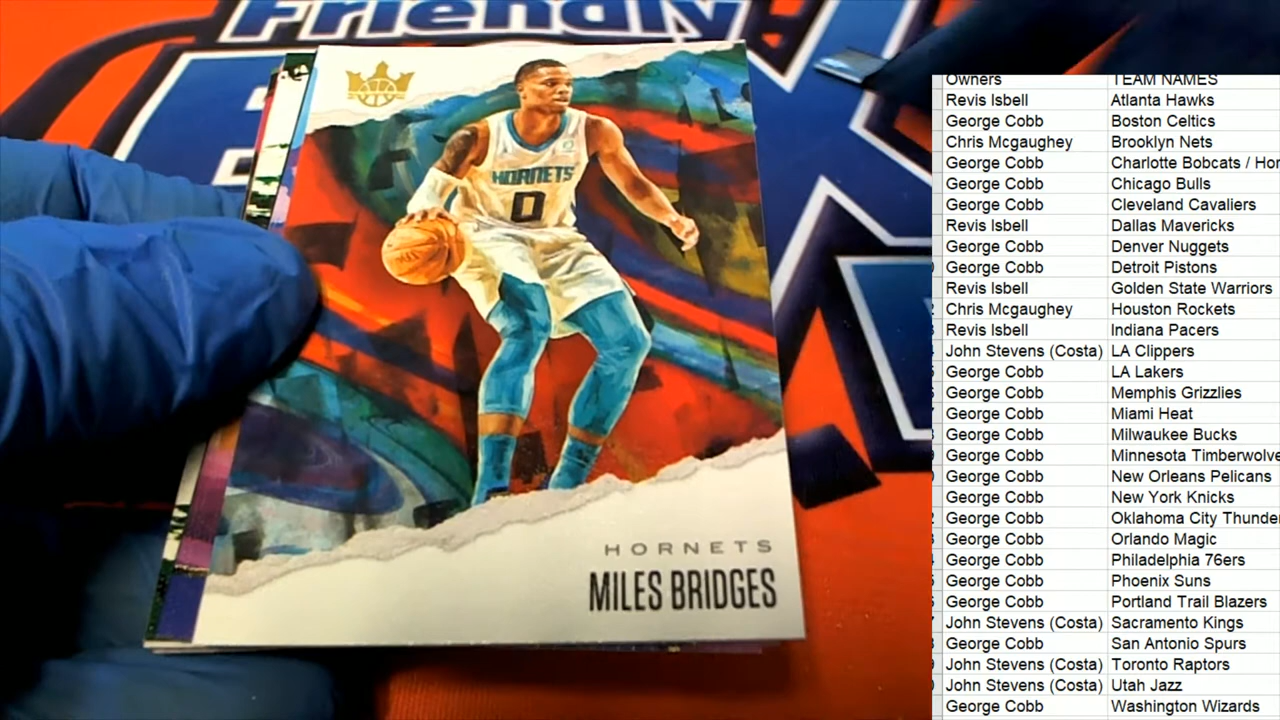 Friendly
HORNETS
0
HORNETS
MILES BRIDGES
Owners TEAM NAMES
Revis Isbell Atlanta Hawks
George Cobb Boston Celtics
Chris Mcgaughey Brooklyn Nets
George Cobb Charlotte Bobcats / Hor
George Cobb Chicago Bulls
George Cobb Cleveland Cavaliers
Revis Isbell Dallas Mavericks
George Cobb Denver Nuggets
George Cobb Detroit Pistons
Revis Isbell Golden State Warriors
Chris Mcgaughey Houston Rockets
Revis Isbell Indiana Pacers
John Stevens (Costa) LA Clippers
George Cobb LA Lakers
George Cobb Memphis Grizzlies
George Cobb Miami Heat
George Cobb Milwaukee Bucks
George Cobb Minnesota Timberwolve
George Cobb New Orleans Pelicans
George Cobb New York Knicks
George Cobb Oklahoma City Thunder
George Cobb Orlando Magic
George Cobb Philadelphia 76ers
George Cobb Phoenix Suns
George Cobb Portland Trail Blazers
John Stevens (Costa) Sacramento Kings
George Cobb San Antonio Spurs
John Stevens (Costa) Toronto Raptors
John Stevens (Costa) Utah Jazz
George Cobb Washington Wizards